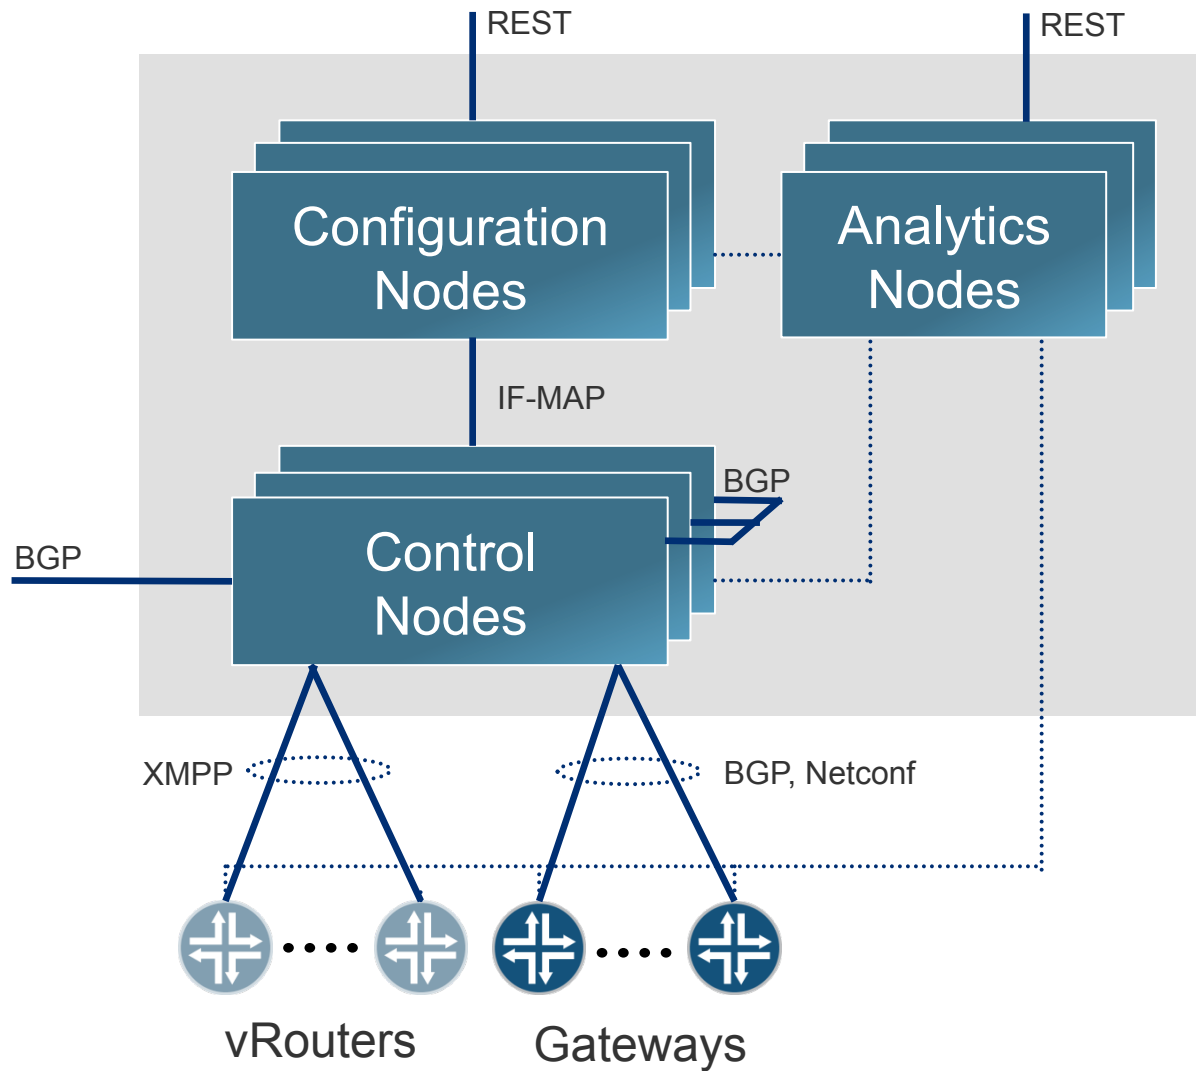 REST
REST
Configuration
Nodes
Analytics
Nodes
IF-MAP
BGP
BGP
Control
Nodes
XMPP
BGP, Netconf
vRouters
Gateways